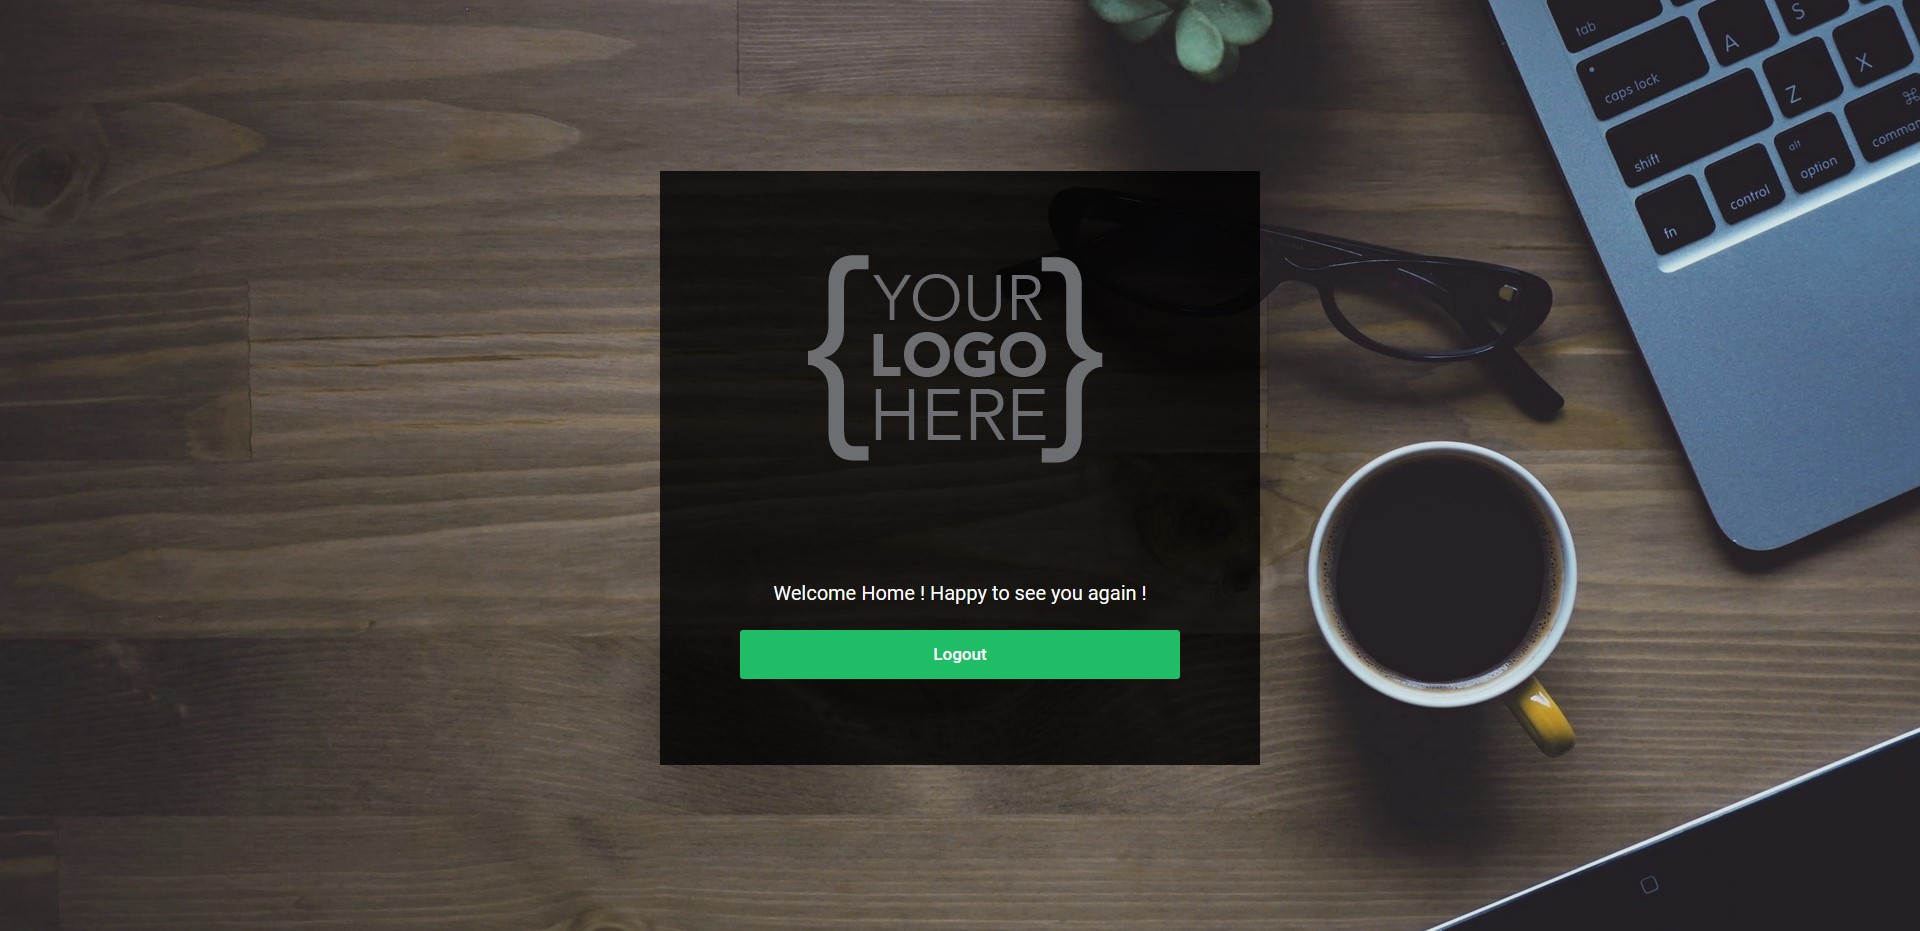 tab
S
A
caps lock
X
Z
shift
alt
option
control
fn
YOUR
LOGO
HERE
Welcome Home ! Happy to see you again !
Logout